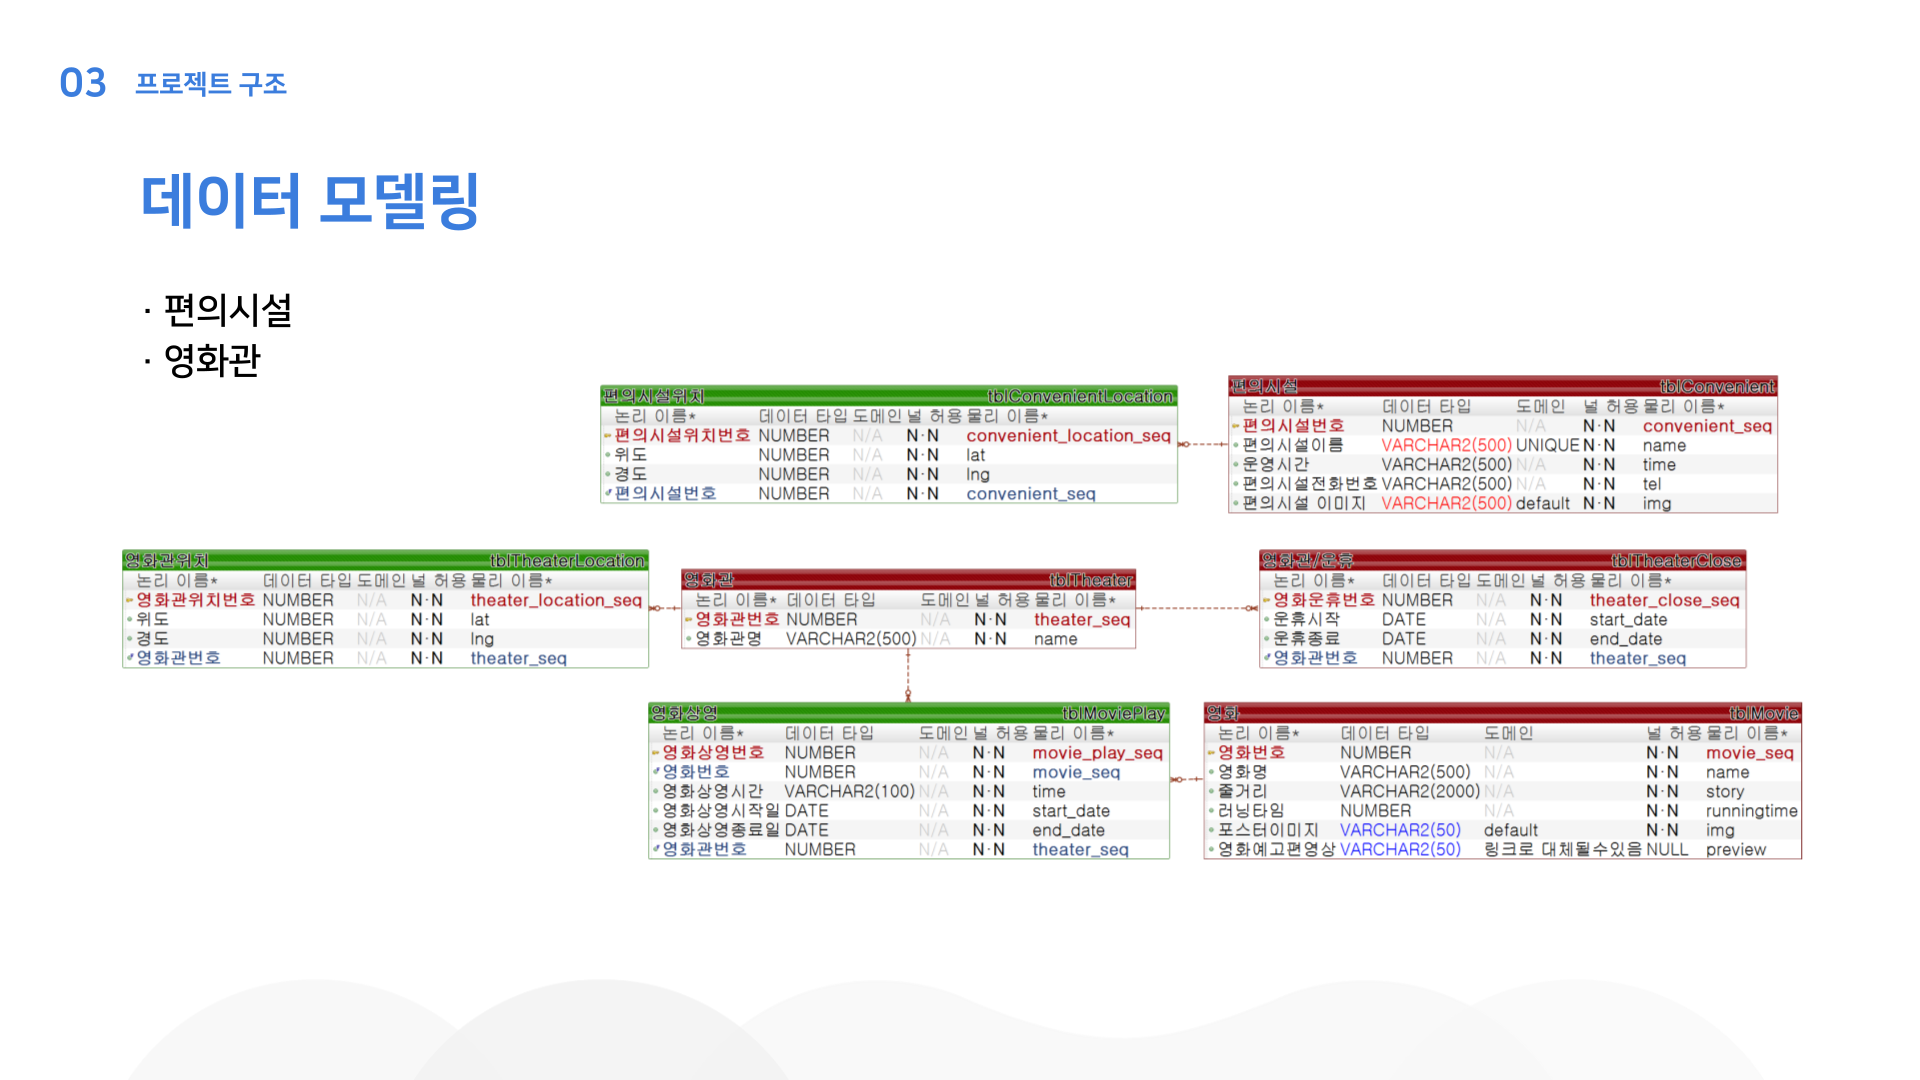 03 프로젝트 구조
데이터 모델링
· 편의시설
· 영화관
편의시설위치 tblConvenientLocation
논리 이름* 데이터 타입 도메인 널 허용 물리 이름*
편의시설위치번호 NUMBER N/A N·N convenient_location_seq
위도 NUMBER N/A N·N lat
경도 NUMBER N/A N·N lng
편의시설번호 NUMBER N/A N·N convenient_seq
편의시설 tblConvenient
논리 이름* 데이터 타입 도메인 널 허용 물리 이름*
편의시설번호 NUMBER N/A N·N convenient_seq
편의시설이름 VARCHAR2(500) UNIQUE N·N name
운영시간 VARCHAR2(500) N/A N·N time
편의시설전화번호 VARCHAR2(500) N/A N·N tel
편의시설 이미지 VARCHAR2(500) default N·N img
영화관위치 tblTheaterLocation
논리 이름* 데이터 타입 도메인 널 허용 물리 이름*
영화관위치번호 NUMBER N/A N·N theater_location_seq
위도 NUMBER N/A N·N lat
경도 NUMBER N/A N·N lng
영화관번호 NUMBER N/A N·N theater_seq
영화관 tblTheater
논리 이름* 데이터 타입 도메인 널 허용 물리 이름*
영화관번호 NUMBER N/A N·N theater_seq
영화관명 VARCHAR2(500) N/A N·N name
영화관/운휴 tblTheaterClose
논리 이름* 데이터 타입 도메인 널 허용 물리 이름*
영화운휴번호 NUMBER N/A N·N theater_close_seq
운휴시작 DATE N/A N·N start_date
운휴종료 DATE N/A N·N end_date
영화관번호 NUMBER N/A N·N theater_seq
영화상영 tblMoviePlay
논리 이름* 데이터 타입 도메인 널 허용 물리 이름*
영화상영번호 NUMBER N/A N·N movie_play_seq
영화번호 NUMBER N/A N·N movie_seq
영화상영시간 VARCHAR2(100) N/A N·N time
영화상영시작일 DATE N/A N·N start_date
영화상영종료일 DATE N/A N·N end_date
영화관번호 NUMBER N/A N·N theater_seq
영화 tblMovie
논리 이름* 데이터 타입 도메인 널 허용 물리 이름*
영화번호 NUMBER N/A N·N movie_seq
영화명 VARCHAR2(500) N/A N·N name
줄거리 VARCHAR2(2000) N/A N·N story
러닝타임 NUMBER N/A N·N runningtime
포스터이미지 VARCHAR2(50) default N·N img
영화예고편영상 VARCHAR2(50) 링크로 대체될수있음 NULL preview